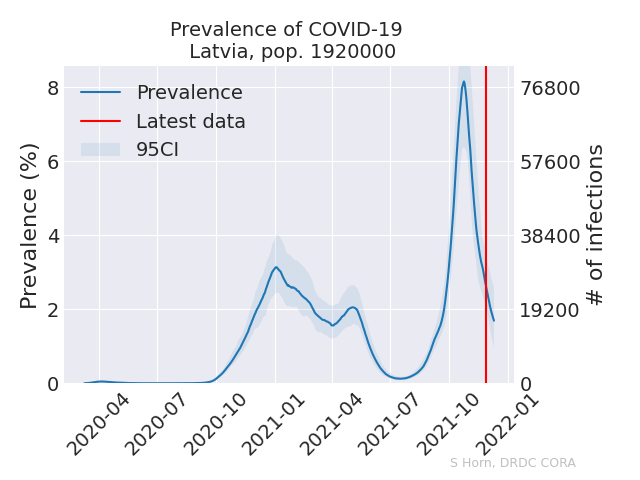 Prevalence of COVID-19
Latvia, pop. 1920000
Prevalence (%)
8
6
4
2
0
Prevalence
Latest data
95CI
76800
57600
38400
19200
0
# of infections
2020-04
2020-07
2020-10
2021-01
2021-04
2021-07
2021-10
2022-01
S Horn, DRDC CORA